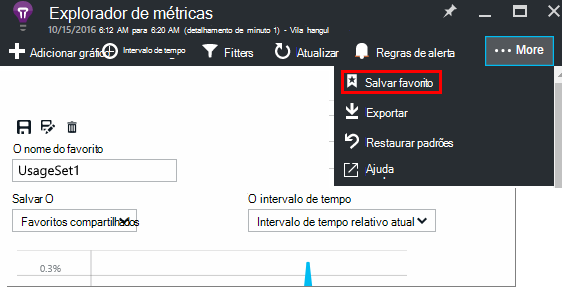 Explorador de métricas
10/15/2016 6:12 AM para 6:20 AM (detalhamento de minuto 1) - Vila hangul
Adicionar gráfico Intervalo de tempo Filters Atualizar Regras de alerta ••• More
Salvar favorito
Exportar
Restaurar padrões
Ajuda
O nome do favorito
UsageSet1
Salvar O O intervalo de tempo
Favoritos compartilhados Intervalo de tempo relativo atual
0.3%